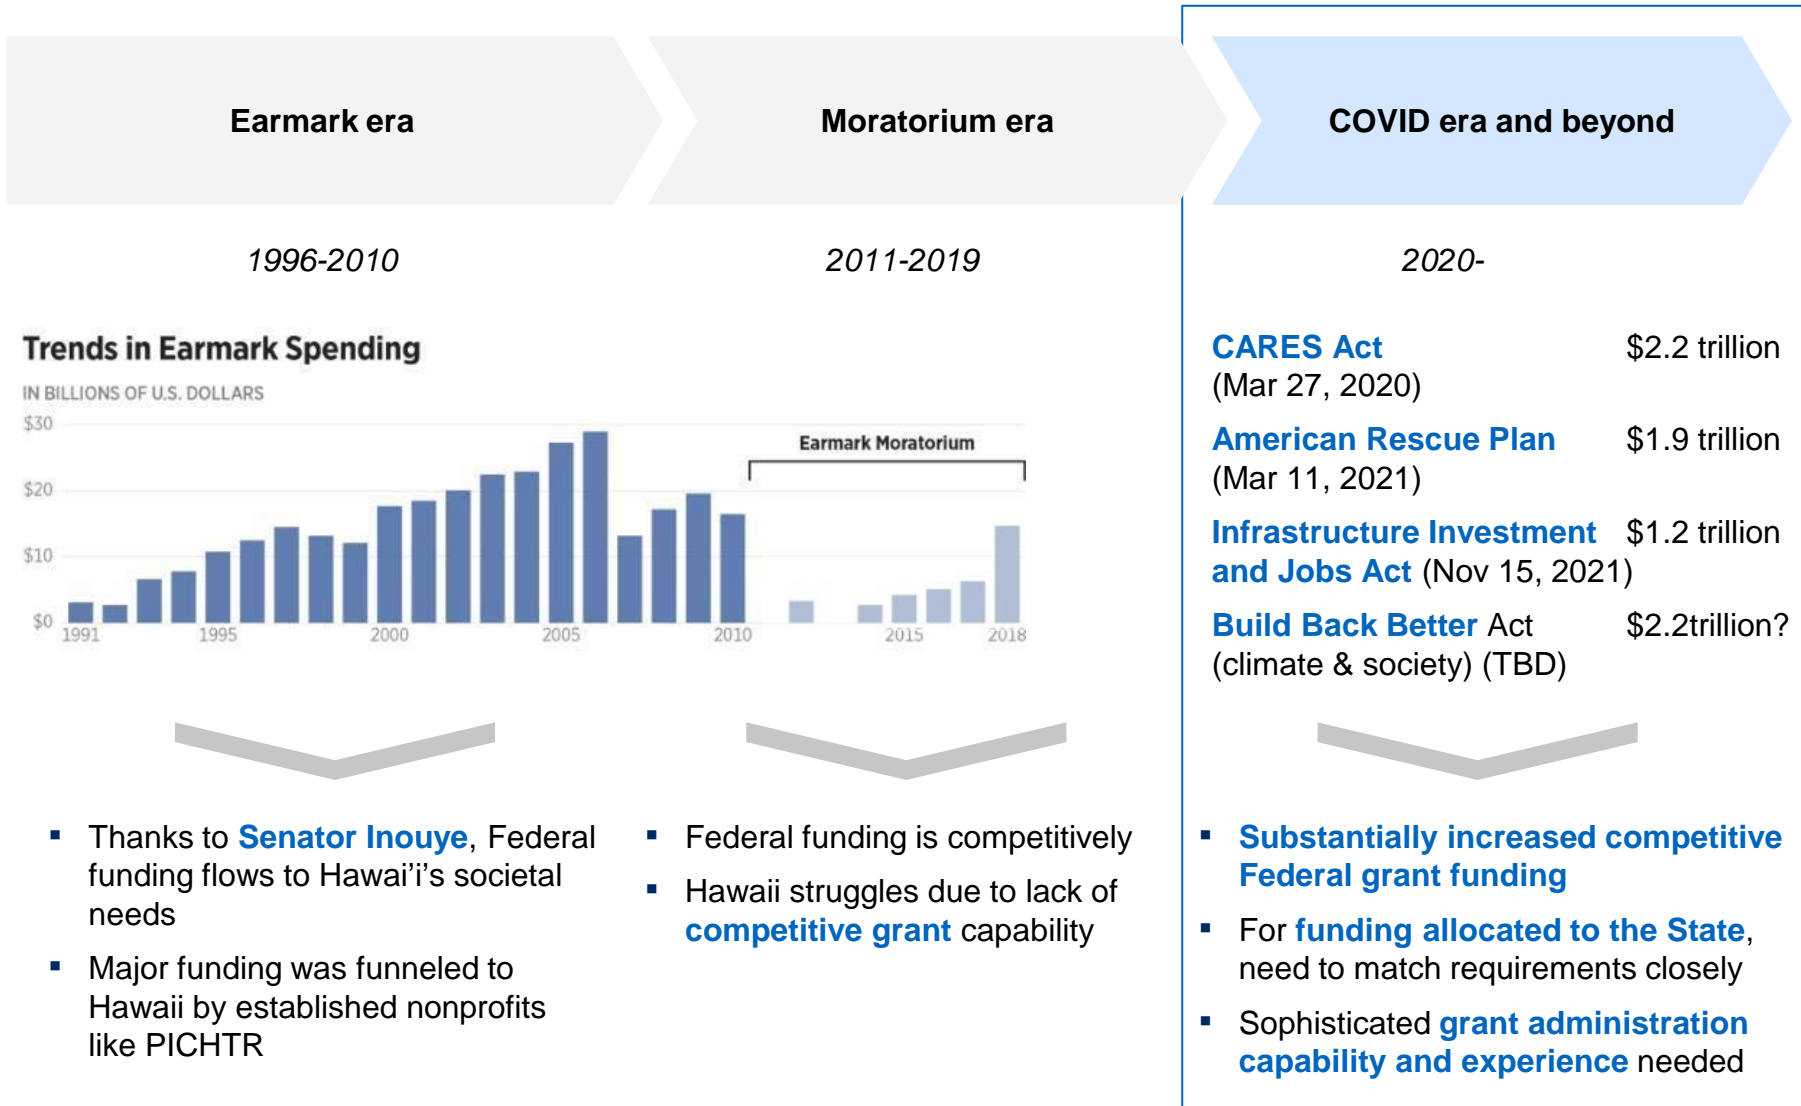 Earmark era
Moratorium era
COVID era and beyond
1996-2010
2011-2019
2020-
Trends in Earmark Spending
IN BILLIONS OF U.S. DOLLARS
$30
$20
$10
$0
Earmark Moratorium
1991
1995
2000
2005
2010
2015
2018
CARES Act $2.2 trillion
(Mar 27, 2020)
American Rescue Plan $1.9 trillion
(Mar 11, 2021)
Infrastructure Investment $1.2 trillion
and Jobs Act (Nov 15, 2021)
Build Back Better Act $2.2trillion?
(climate & society) (TBD)
▪ Thanks to Senator Inouye, Federal
funding flows to Hawai’i’s societal
needs
▪ Major funding was funneled to
Hawaii by established nonprofits
like PICHTR
▪ Federal funding is competitively
▪ Hawaii struggles due to lack of
competitive grant capability
▪ Substantially increased competitive
Federal grant funding
▪ For funding allocated to the State,
need to match requirements closely
▪ Sophisticated grant administration
capability and experience needed